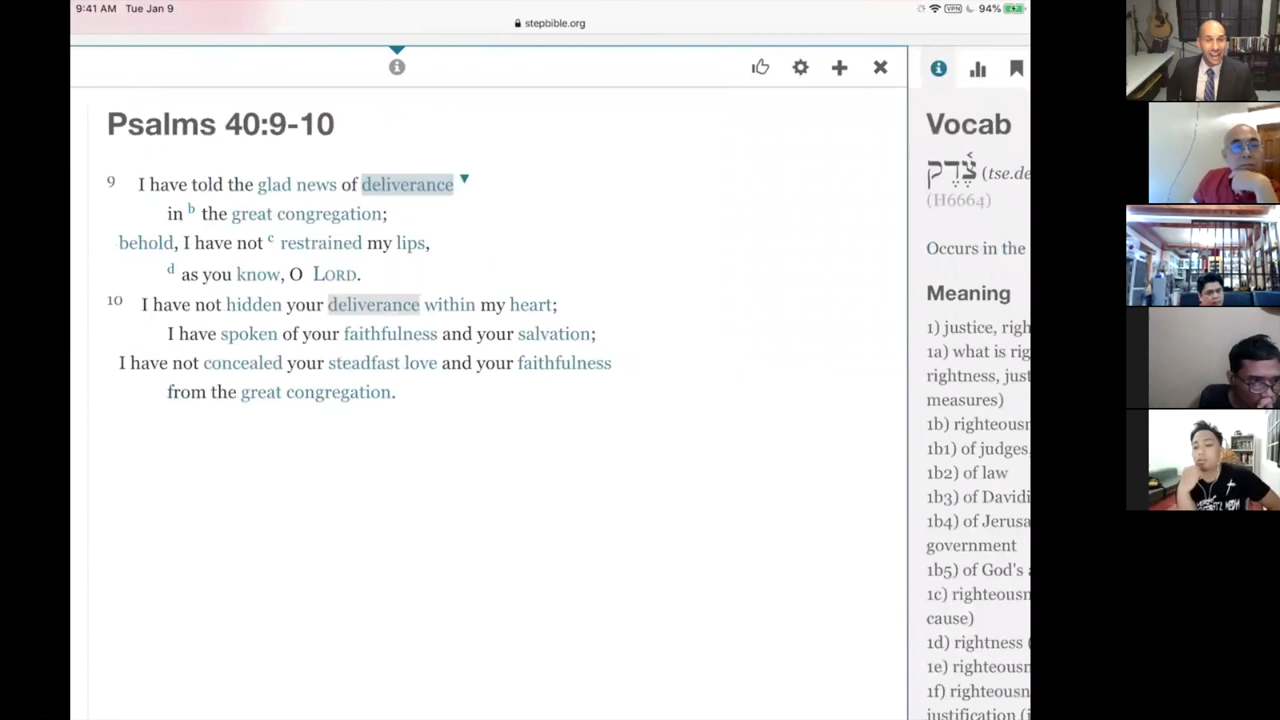 9:41 AM Tue Jan 9
stepbible.org
VPN 94%
Psalms 40:9-10
9 I have told the glad news of deliverance
in b the great congregation;
behold, I have not c restrained my lips,
d as you know, O LORD.
10 I have not hidden your deliverance within my heart;
I have spoken of your faithfulness and your salvation;
I have not concealed your steadfast love and your faithfulness
from the great congregation.
Vocab
צֶ֫דֶק (tse.de
(H6664)
Occurs in the
Meaning
1) justice, righ
1a) what is rig
rightness, just
measures)
1b) righteousn
1b1) of judges,
1b2) of law
1b3) of Davidi
1b4) of Jerusa
government
1b5) of God's a
1c) righteousn
cause)
1d) rightness (
1e) righteousn
1f) righteousn
justification (i